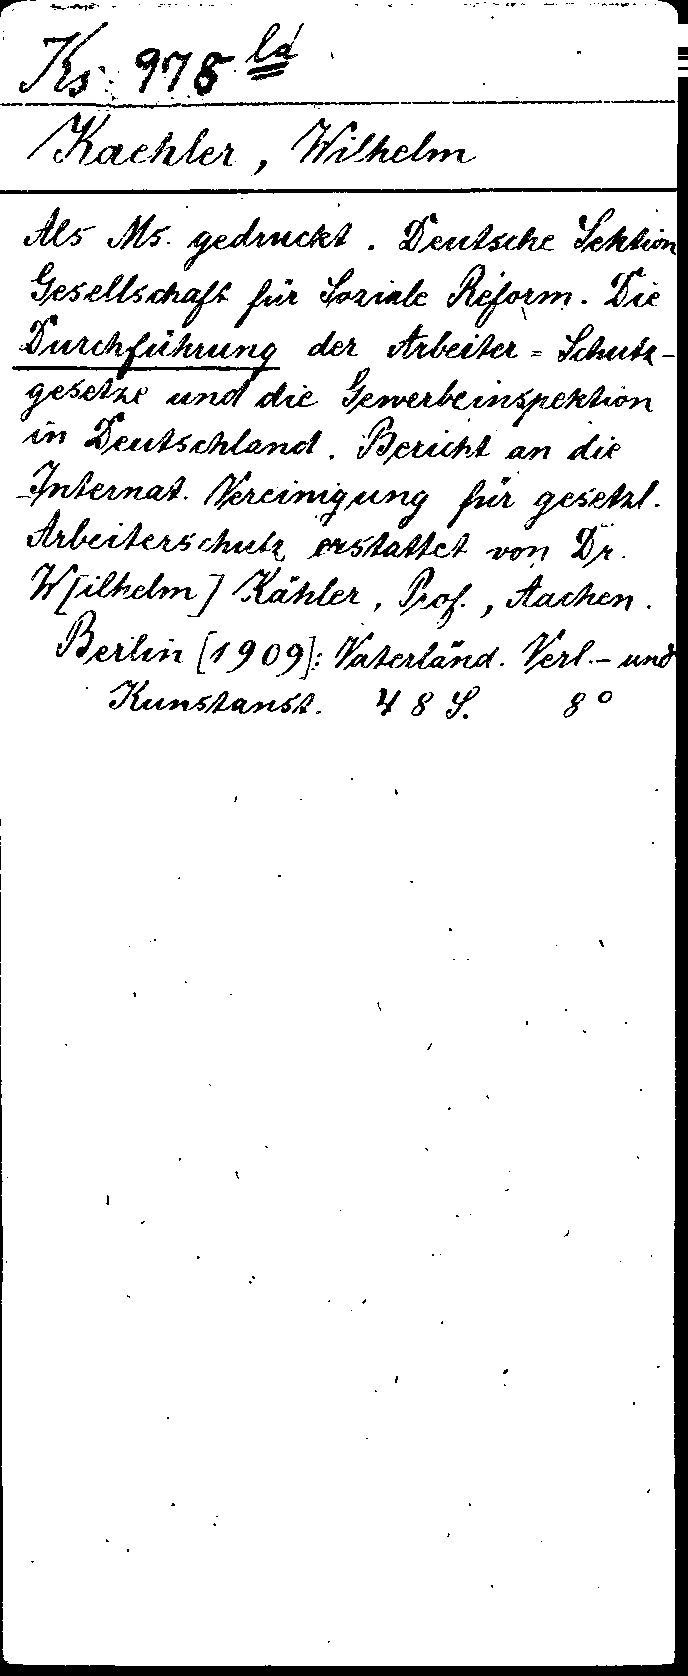 Ks. 978 ld
Kaehler, Wilhelm
Als Ms. gedruckt. Deutsche Sektion
Gesellschaft für Soziale Reform. Die
Durchführung der Arbeiter=Schutz-
gesetze und die Gewerbeinspektion
in Deutschland. Bericht an die
Internat. Vereinigung für gesetzl.
Arbeiterschutz erstattet von Dr.
W[ilhelm] Kähler, Prof., Aachen.
Berlin [1909]: Vaterländ. Verl.- und
Kunstanst. 48 S. 8°